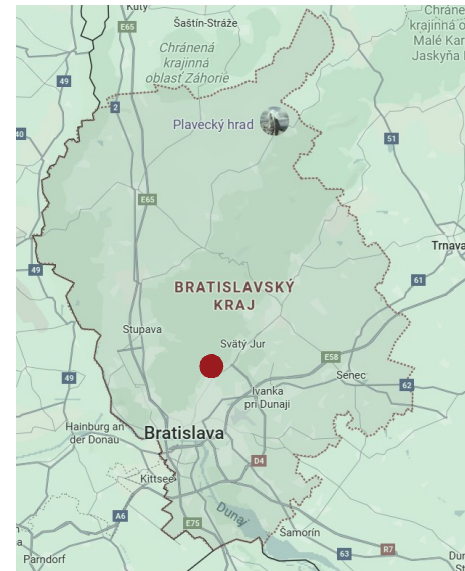 Kúty
Šaštín-Stráže
E65
Chránená
krajinná
oblasť Záhorie
Chráne
krajinná o
Malé Kar
Jaskyňa
49
2
Plavecký hrad
40
51
E65
Trnava
49
61
BRATISLAVSKÝ
KRAJ
Stupava
Svätý Jur
E58
Senec
49
62
Ivanka
pri Dunaji
Hainburg an
der Donau
Bratislava
D4
Kittsee
A6
E75
Dunaj
Šamorín
63
R7
Parndorf
a